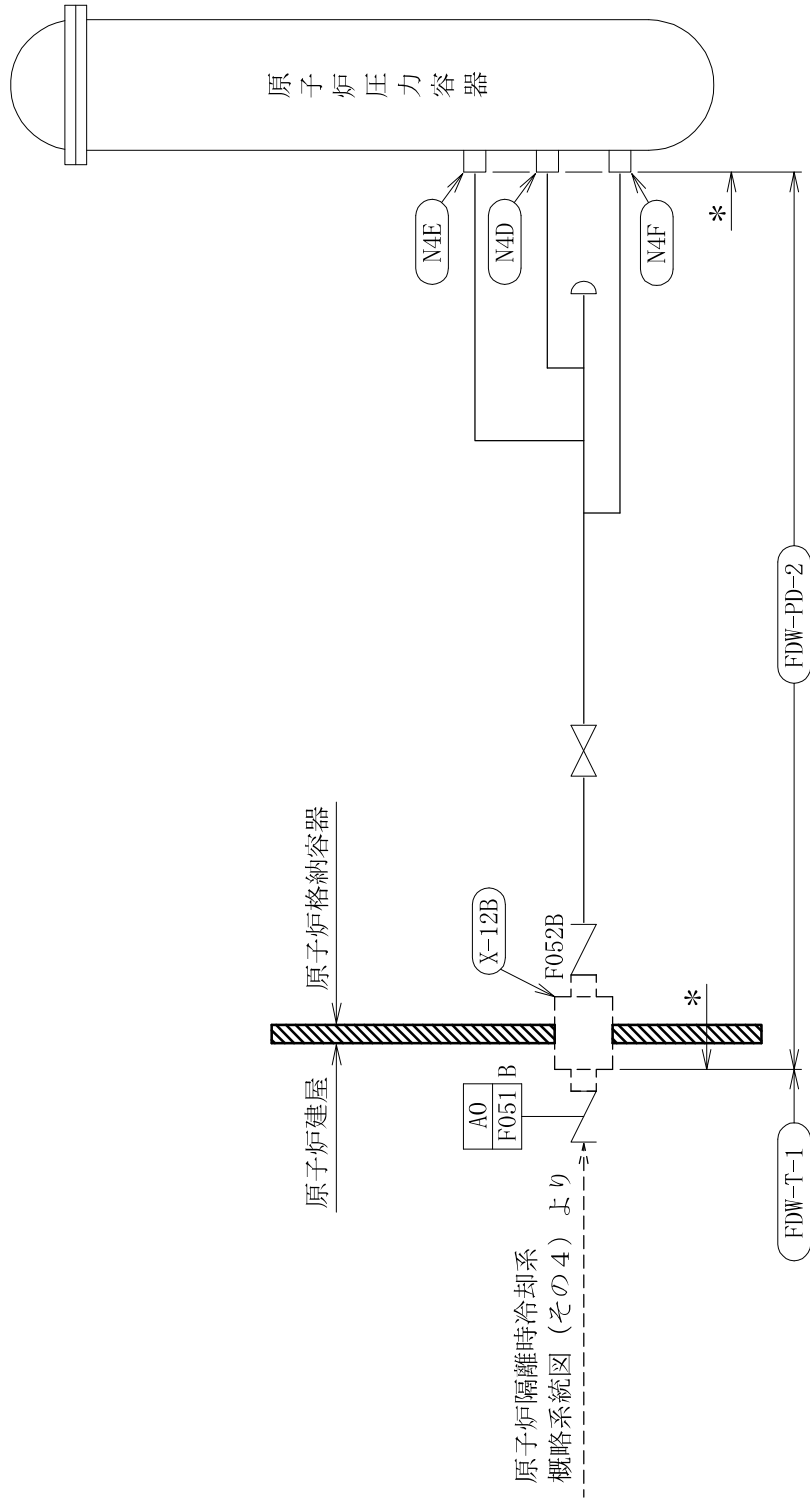 原子炉圧力容器
N4E
N4D
N4F
*
FDW-PD-2
原子炉格納容器
原子炉建屋
X-12B
F052B
AO
F051
B
*
FDW-T-1
原子炉隔離時冷却系
概略系統図（その４）より